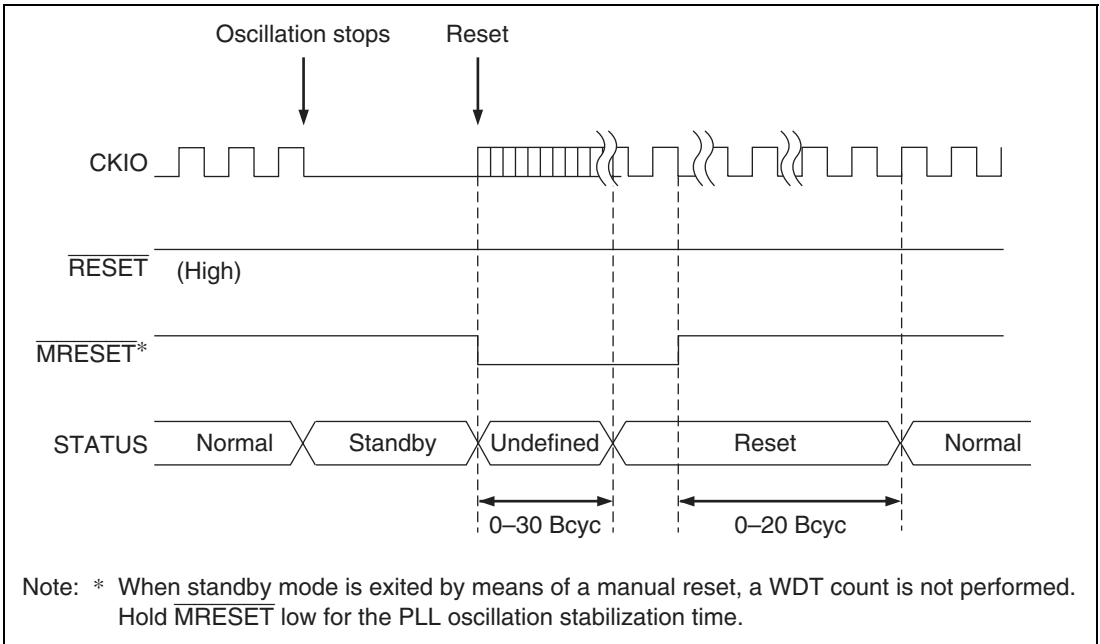 Oscillation stops Reset
CKIO
RESET (High)
MRESET*
STATUS Normal Standby Undefined Reset Normal
0–30 Bcyc 0–20 Bcyc
Note: * When standby mode is exited by means of a manual reset, a WDT count is not performed.
Hold MRESET low for the PLL oscillation stabilization time.